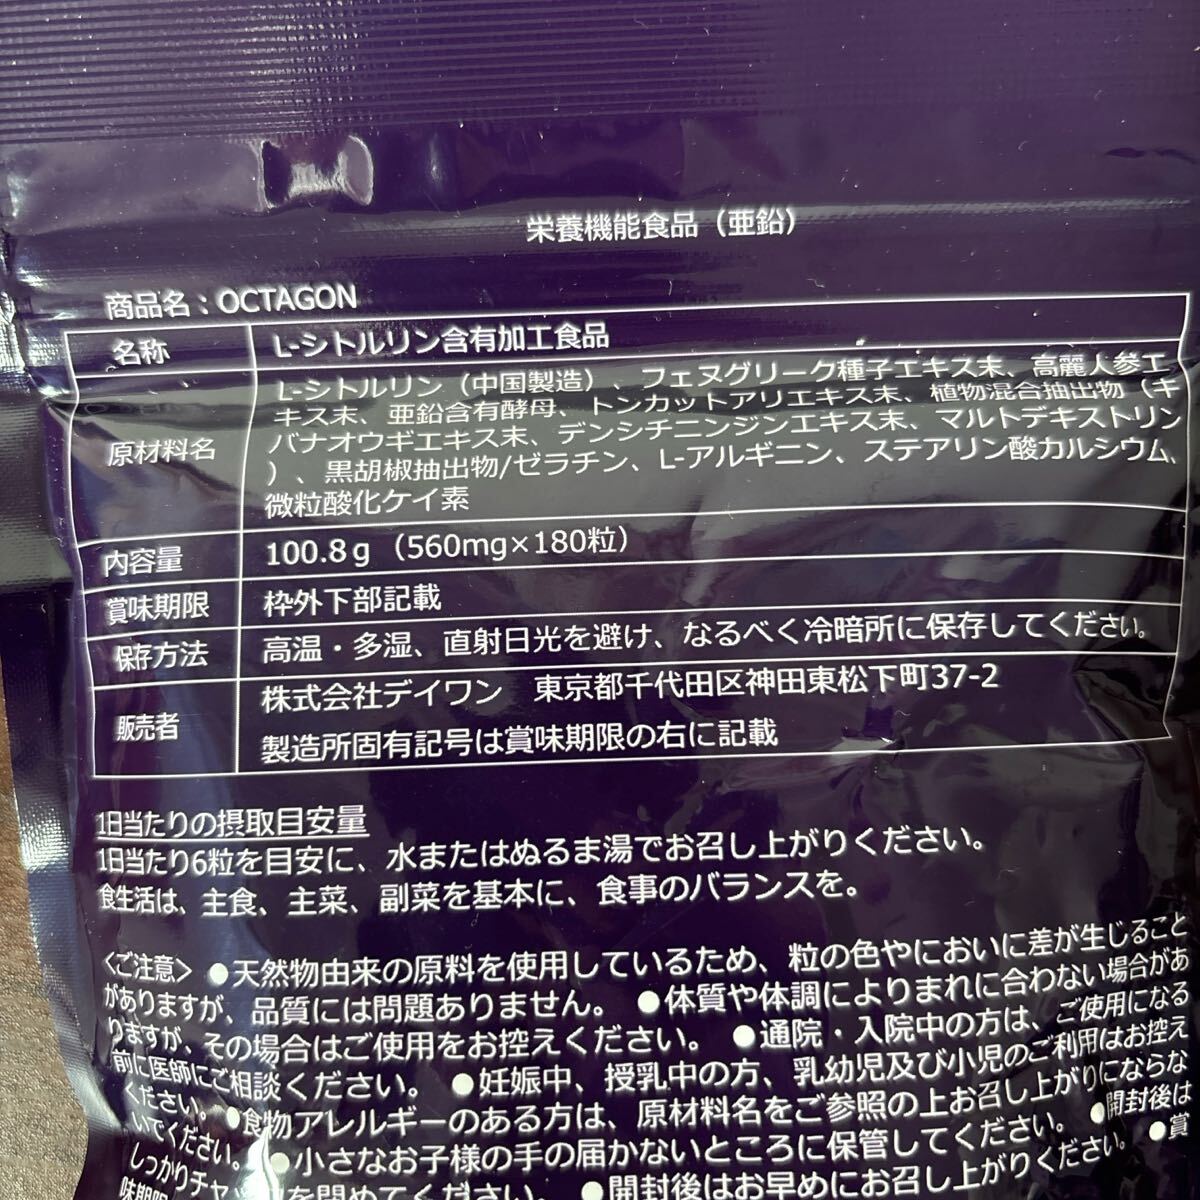 栄養機能食品（亜鉛）
商品名：OCTAGON
名称
L-シトルリン含有加工食品
原材料名
L-シトルリン（中国製造）、フェヌグリーク種子エキス末、高麗人参エ
キス末、亜鉛含有酵母、トンカットアリエキス末、植物混合抽出物（キ
バナオウギエキス末、デンシチニンジンエキス末、マルトデキストリン
）、黒胡椒抽出物/ゼラチン、L-アルギニン、ステアリン酸カルシウム、
微粒酸化ケイ素
内容量
100.8g（560mg×180粒）
賞味期限
枠外下部記載
保存方法
高温・多湿、直射日光を避け、なるべく冷暗所に保存してください。
販売者
株式会社デイワン　東京都千代田区神田東松下町37-2
製造所固有記号は賞味期限の右に記載
1日当たりの摂取目安量
1日当たり6粒を目安に、水またはぬるま湯でお召し上がりください。
食生活は、主食、主菜、副菜を基本に、食事のバランスを。
＜ご注意＞ ●天然物由来の原料を使用しているため、粒の色やにおいに差が生じること
がありますが、品質には問題ありません。 ●体質や体調によりまれに合わない場合があ
りますが、その場合はご使用をお控えください。 ●通院・入院中の方は、ご使用になる
前に医師にご相談ください。 ●妊娠中、授乳中の方、乳幼児及び小児のご利用はお控え
ください。 ●食物アレルギーのある方は、原材料名をご参照の上お召し上がりにならな
いでください。 ●小さなお子様の手の届かないところに保管してください。 ●開封後は
しっかりチャックを閉めてください。 ●開封後はお早めにお召し上がりください。 ●賞
味期限